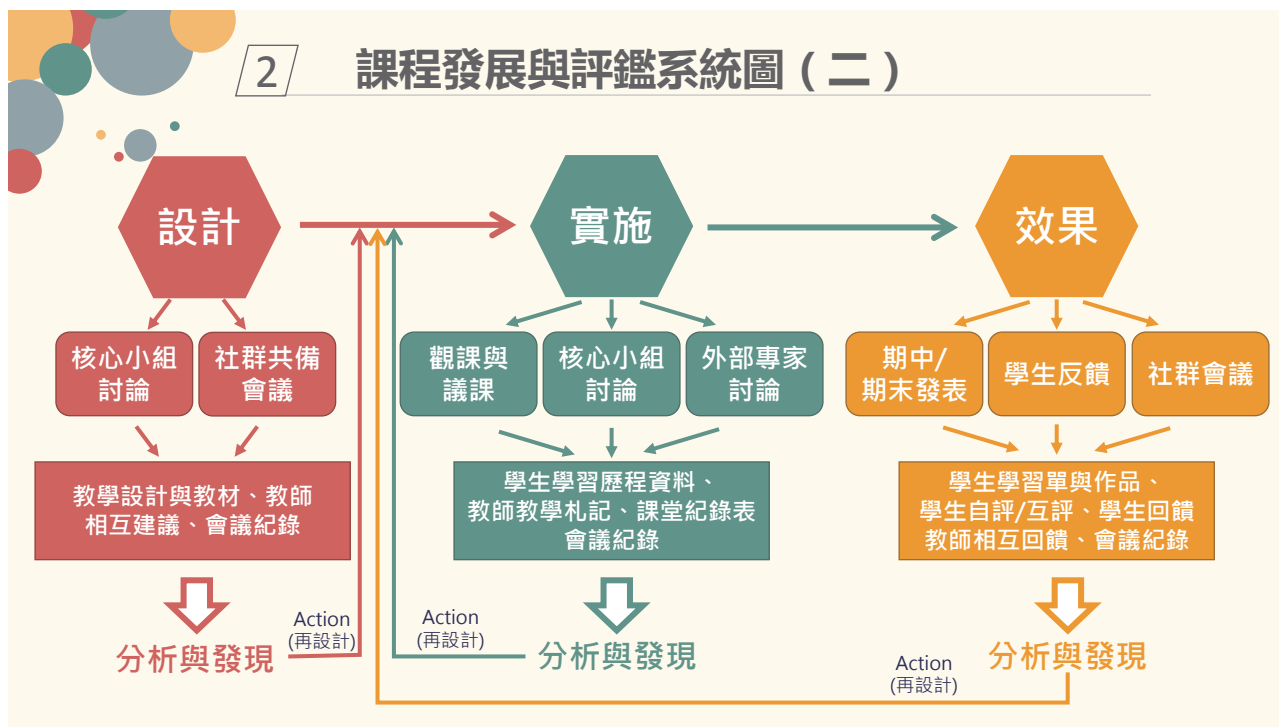 2
課程發展與評鑑系統圖(二)
設計
實施
效果
核心小組
討論
社群共備
會議
觀課與
議課
核心小組
討論
外部專家
討論
期中/
期末發表
學生反饋
社群會議
教學設計與教材、教師
相互建議、會議紀錄
學生學習歷程資料、
教師教學札記、課堂紀錄表
會議紀錄
學生學習單與作品、
學生自評/互評、學生回饋
教師相互回饋、會議紀錄
分析與發現
Action
(再設計)
Action
(再設計)
分析與發現
Action
(再設計)
分析與發現